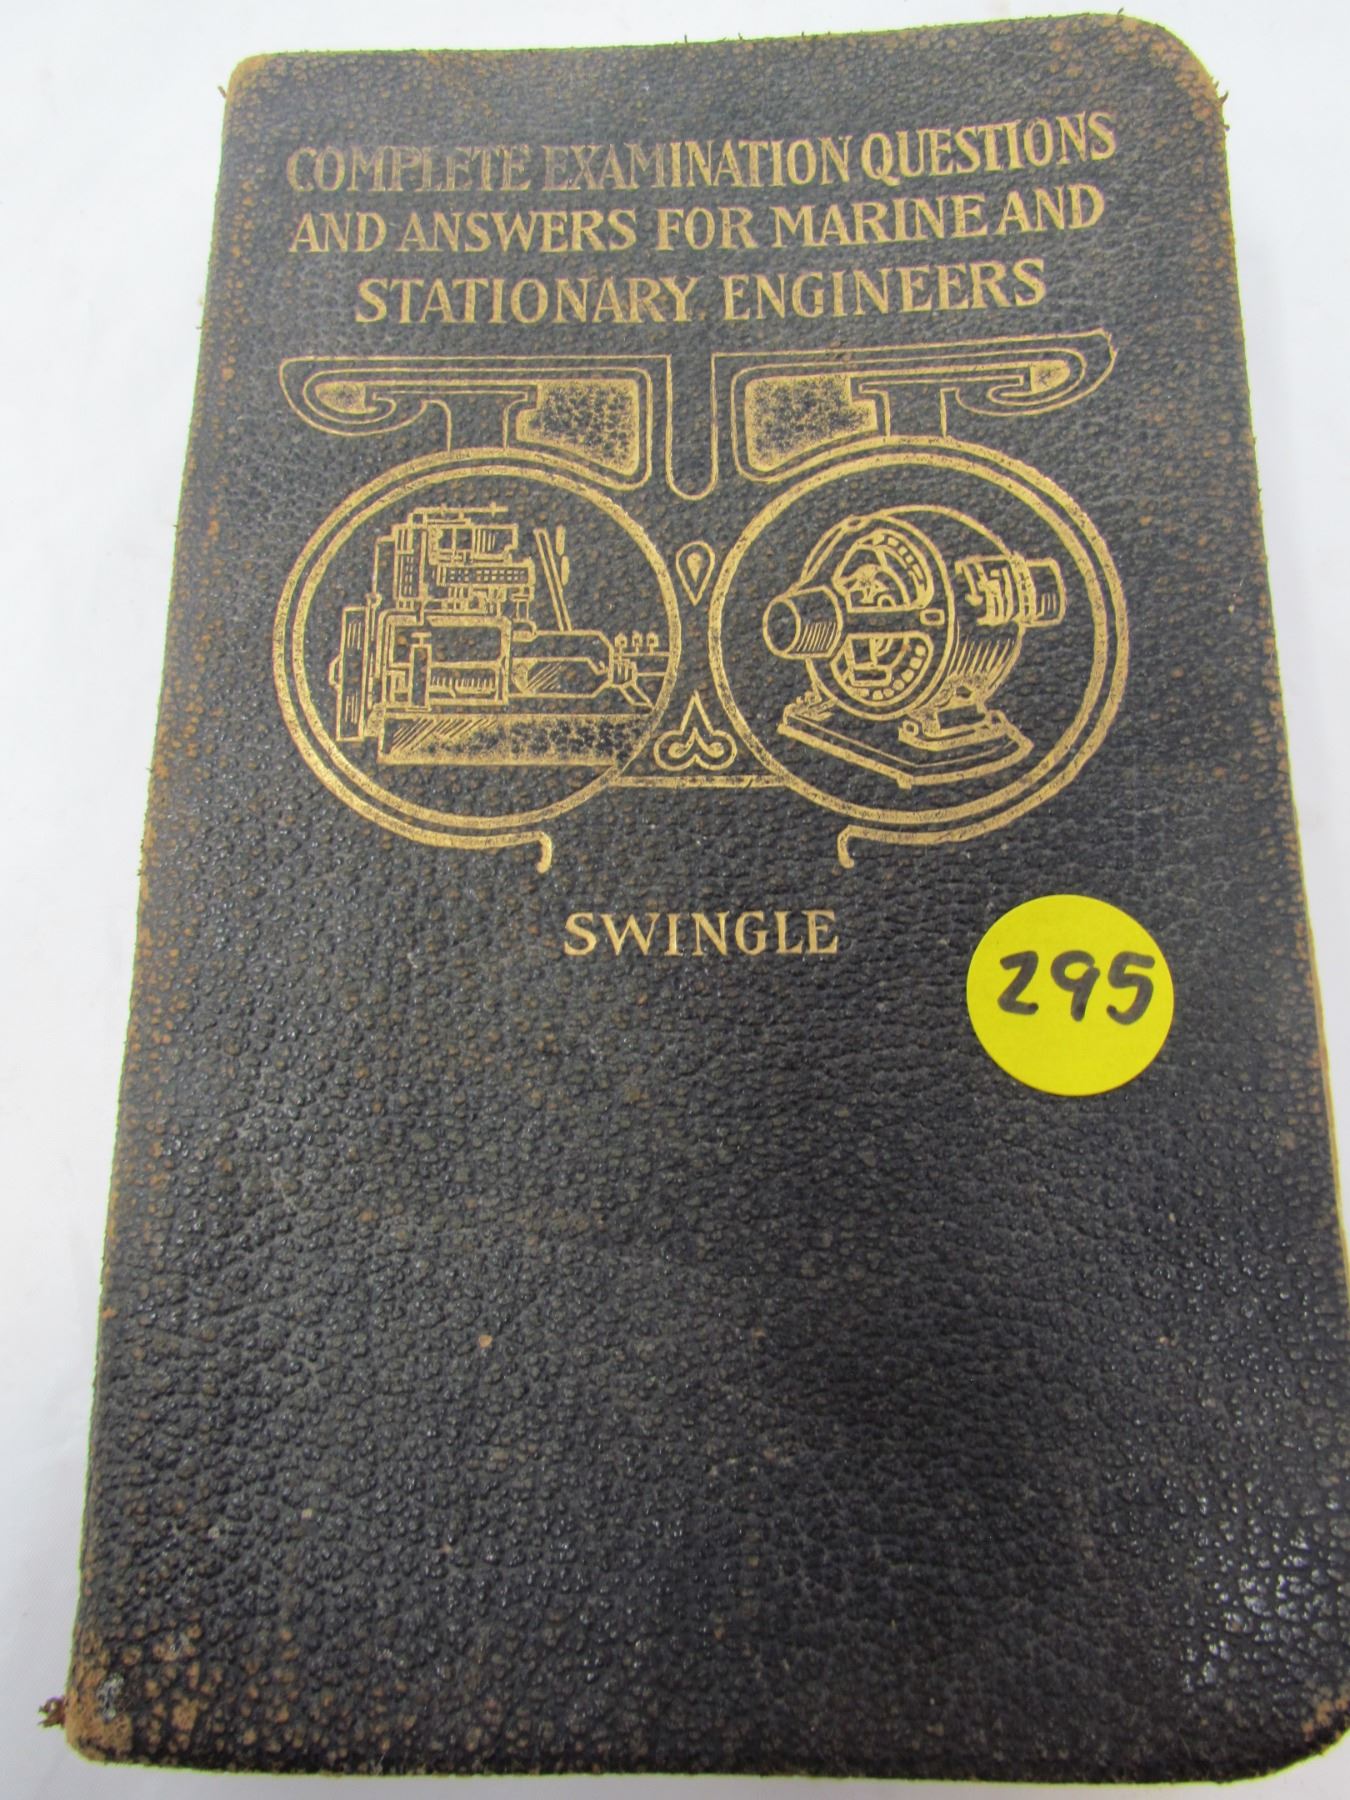 COMPLETE EXAMINATION QUESTIONS
AND ANSWERS FOR MARINE AND
STATIONARY ENGINEERS
SWINGLE
295